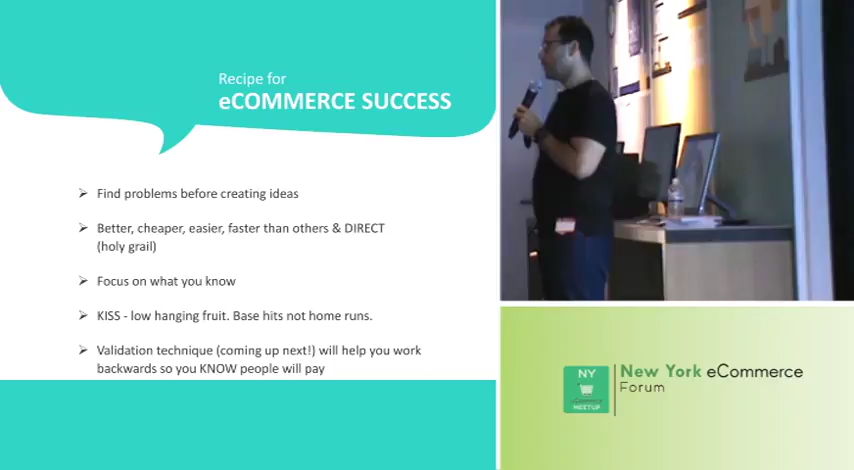 Recipe for
eCOMMERCE SUCCESS
➢ Find problems before creating ideas
➢ Better, cheaper, easier, faster than others & DIRECT
(holy grail)
➢ Focus on what you know
➢ KISS - low hanging fruit. Base hits not home runs.
➢ Validation technique (coming up next!) will help you work
backwards so you KNOW people will pay
NY
eCommerce
MEETUP
New York eCommerce
Forum